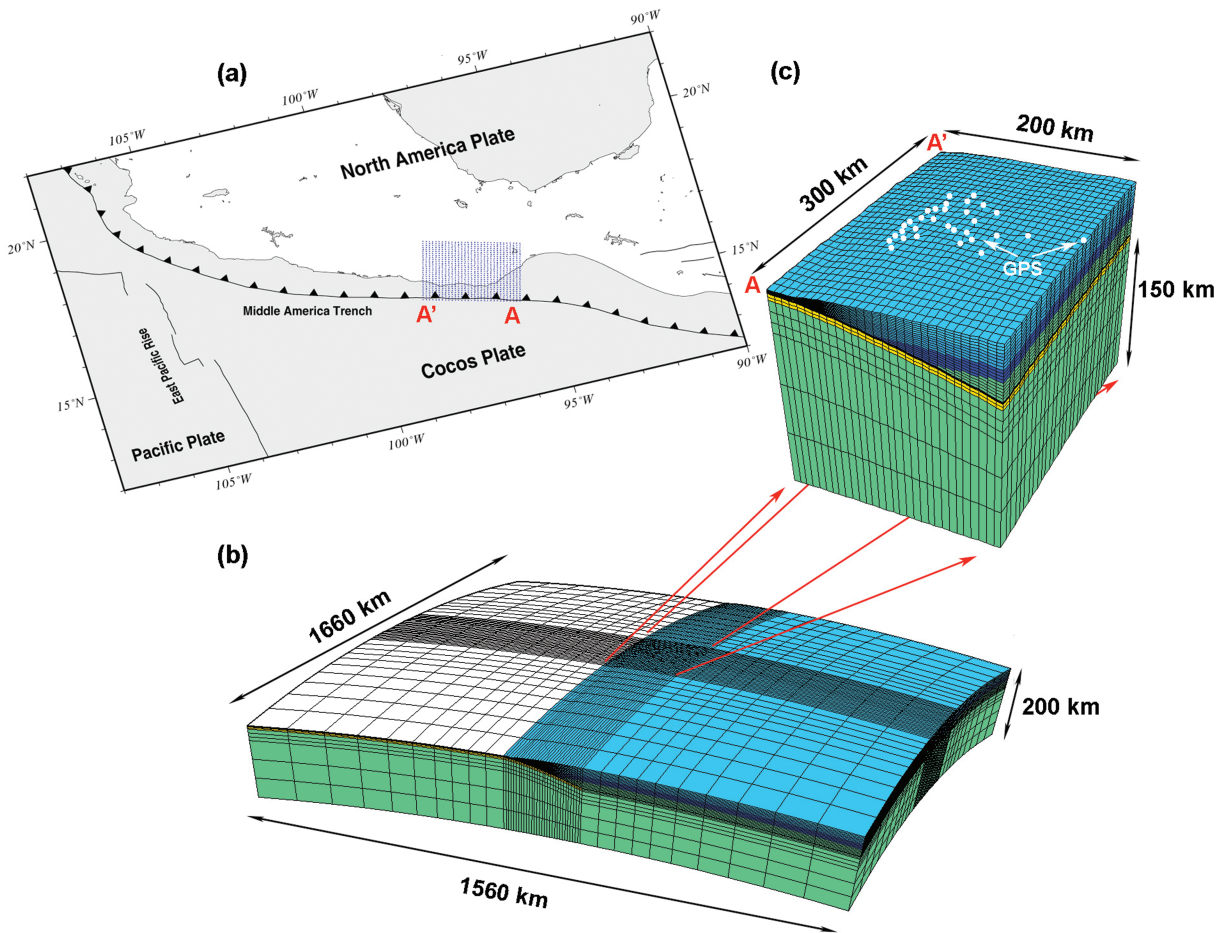 (a)
105˚W
100˚W
95˚W
90˚W
20˚N
20˚N
15˚N
15˚N
105˚W
100˚W
95˚W
90˚W
North America Plate
Middle America Trench
A'
A
Cocos Plate
East Pacific Rise
Pacific Plate
(c)
A'
200 km
300 km
A
GPS
150 km
(b)
1660 km
200 km
1560 km